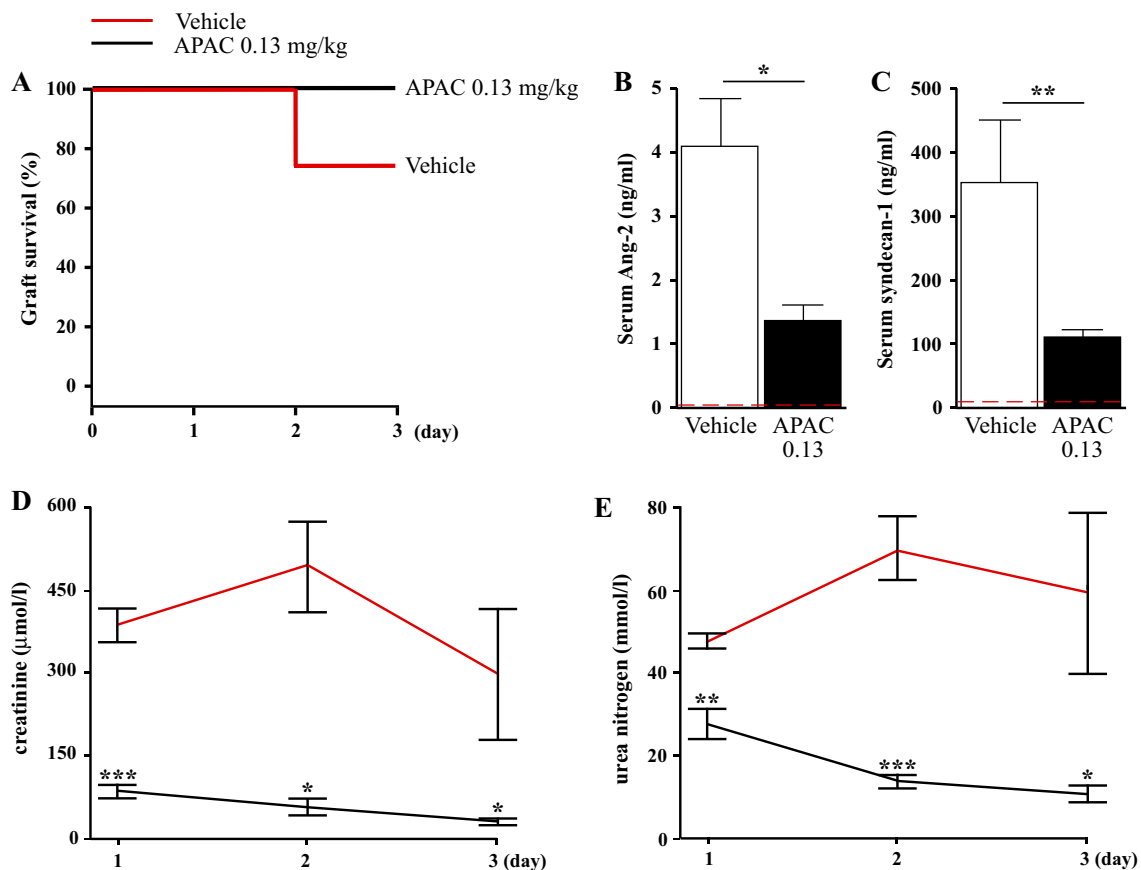 Vehicle
APAC 0.13 mg/kg
A
Graft survival (%)
100
80
60
40
20
0
0
1
2
3
(day)
APAC 0.13 mg/kg
Vehicle
B
*
Serum Ang-2 (ng/ml)
5
4
3
2
1
0
Vehicle
APAC
0.13
C
**
Serum syndecan-1 (ng/ml)
500
400
300
200
100
0
Vehicle
APAC
0.13
D
creatinine (μmol/l)
600
450
300
150
0
***
*
*
1
2
3 (day)
E
urea nitrogen (mmol/l)
80
60
40
20
0
**
***
*
1
2
3 (day)